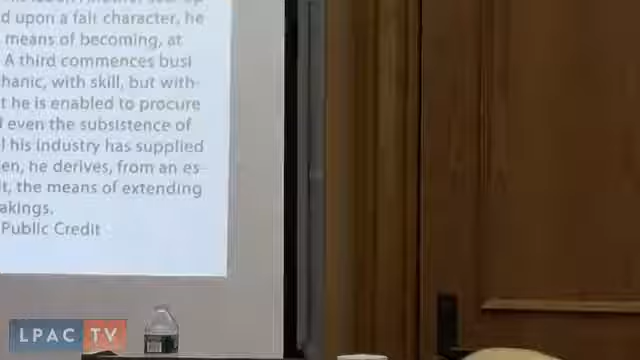 d upon a fair character, he
means of becoming, at
A third commences busi
hanic, with skill, but with-
t he is enabled to procure
even the subsistence of
l his industry has supplied
en, he derives, from an es-
it, the means of extending
akings.
Public Credit
LPAC TV